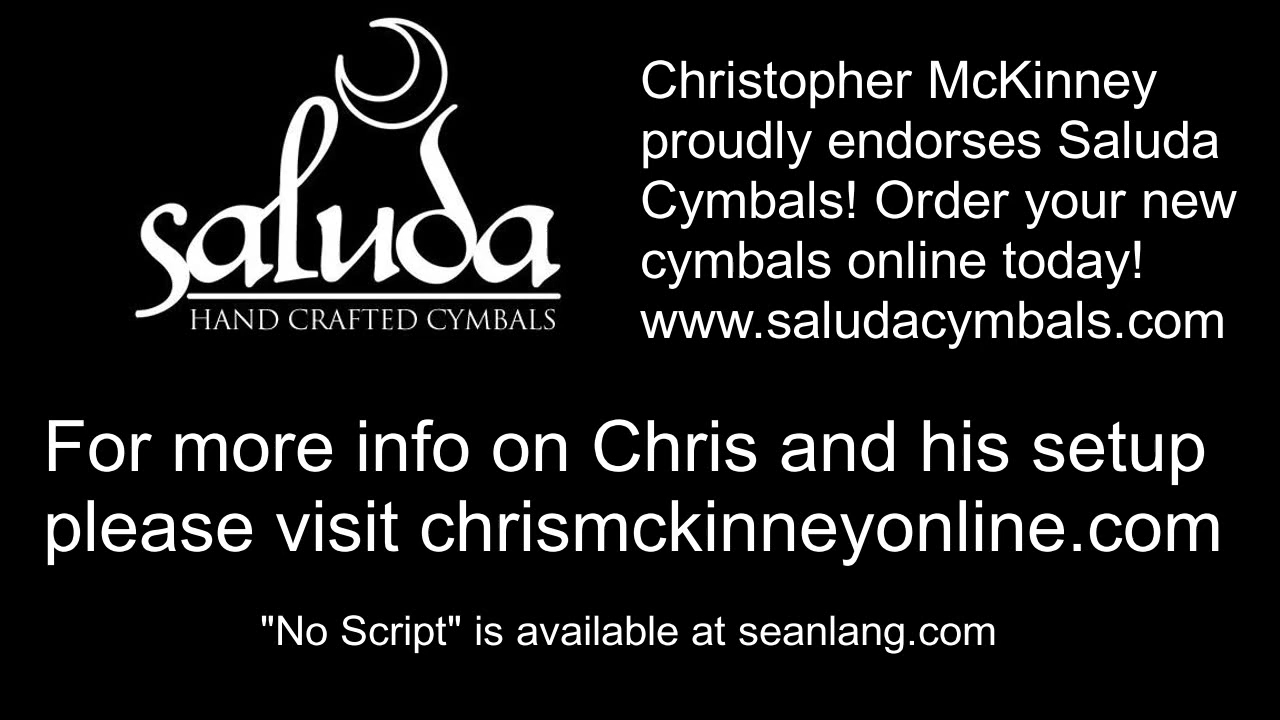 saluda
HAND CRAFTED CYMBALS
Christopher McKinney
proudly endorses Saluda
Cymbals! Order your new
cymbals online today!
www.saludacymbals.com
For more info on Chris and his setup
please visit chrismckinneyonline.com
"No Script" is available at seanlang.com